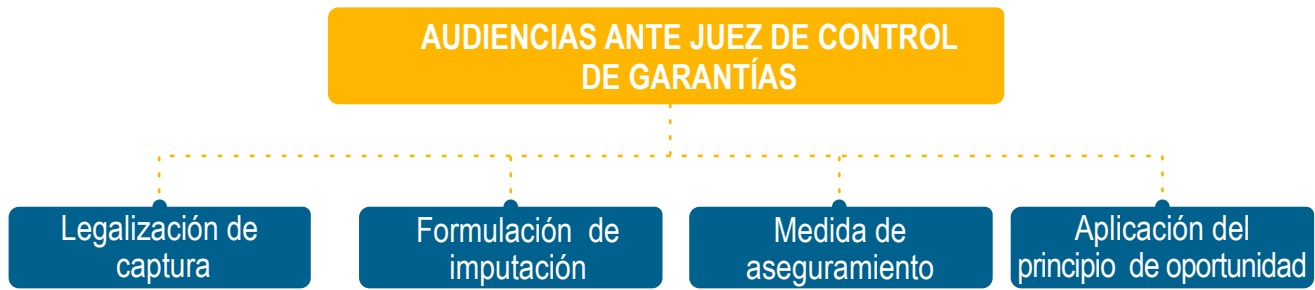 AUDIENCIAS ANTE JUEZ DE CONTROL
DE GARANTÍAS
Legalización de
captura
Formulación de
imputación
Medida de
aseguramiento
Aplicación del
principio de oportunidad